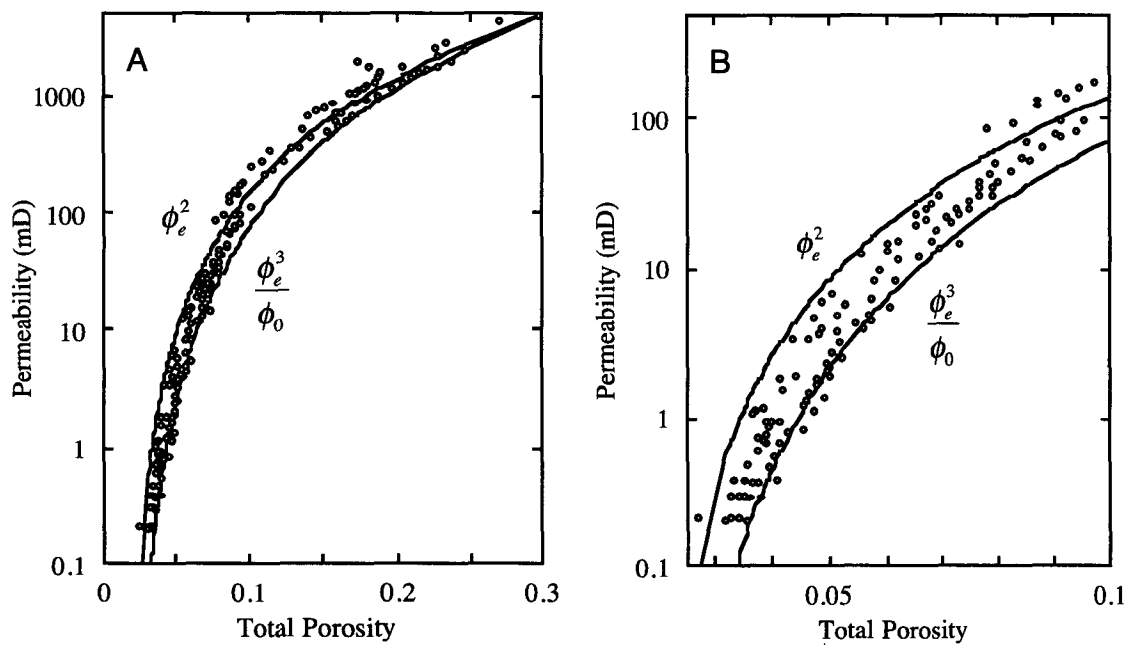 A
Permeability (mD)
1000
100
10
1
0.1
ϕₑ²
ϕₑ³
ϕ₀
0
0.1
0.2
0.3
Total Porosity
B
Permeability (mD)
100
10
1
0.1
ϕₑ²
ϕₑ³
ϕ₀
0.05
0.1
Total Porosity